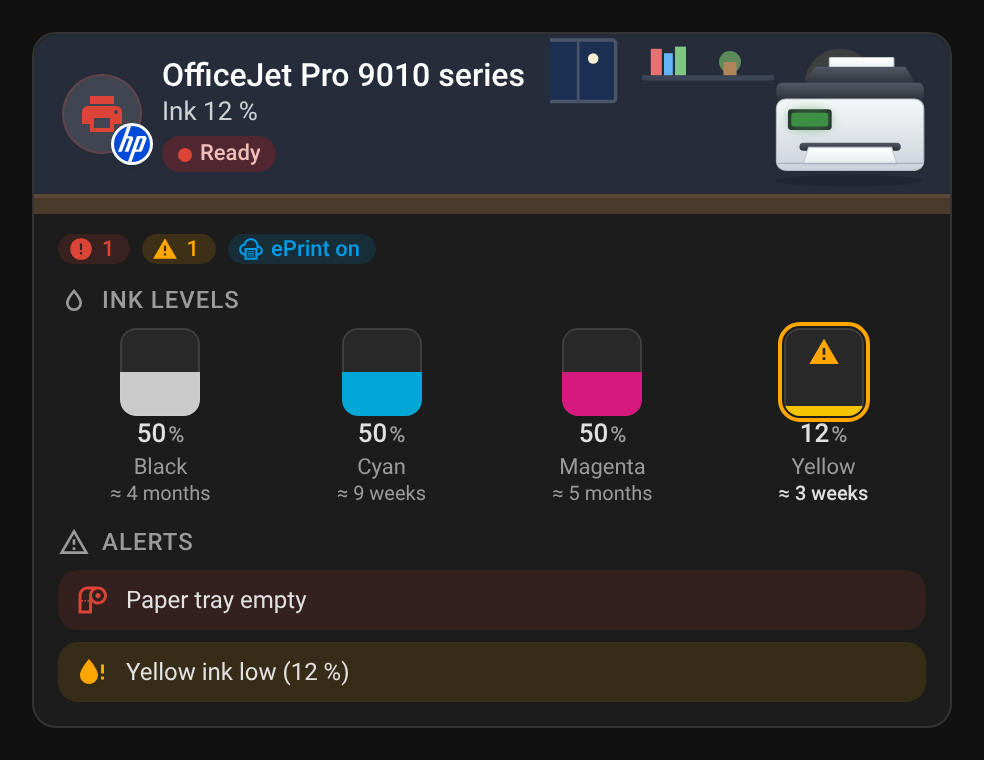 OfficeJet Pro 9010 series
Ink 12 %
hp
Ready
1
1
ePrint on
INK LEVELS
50% 50% 50% 12%
Black Cyan Magenta Yellow
≈ 4 months ≈ 9 weeks ≈ 5 months ≈ 3 weeks
ALERTS
Paper tray empty
Yellow ink low (12 %)